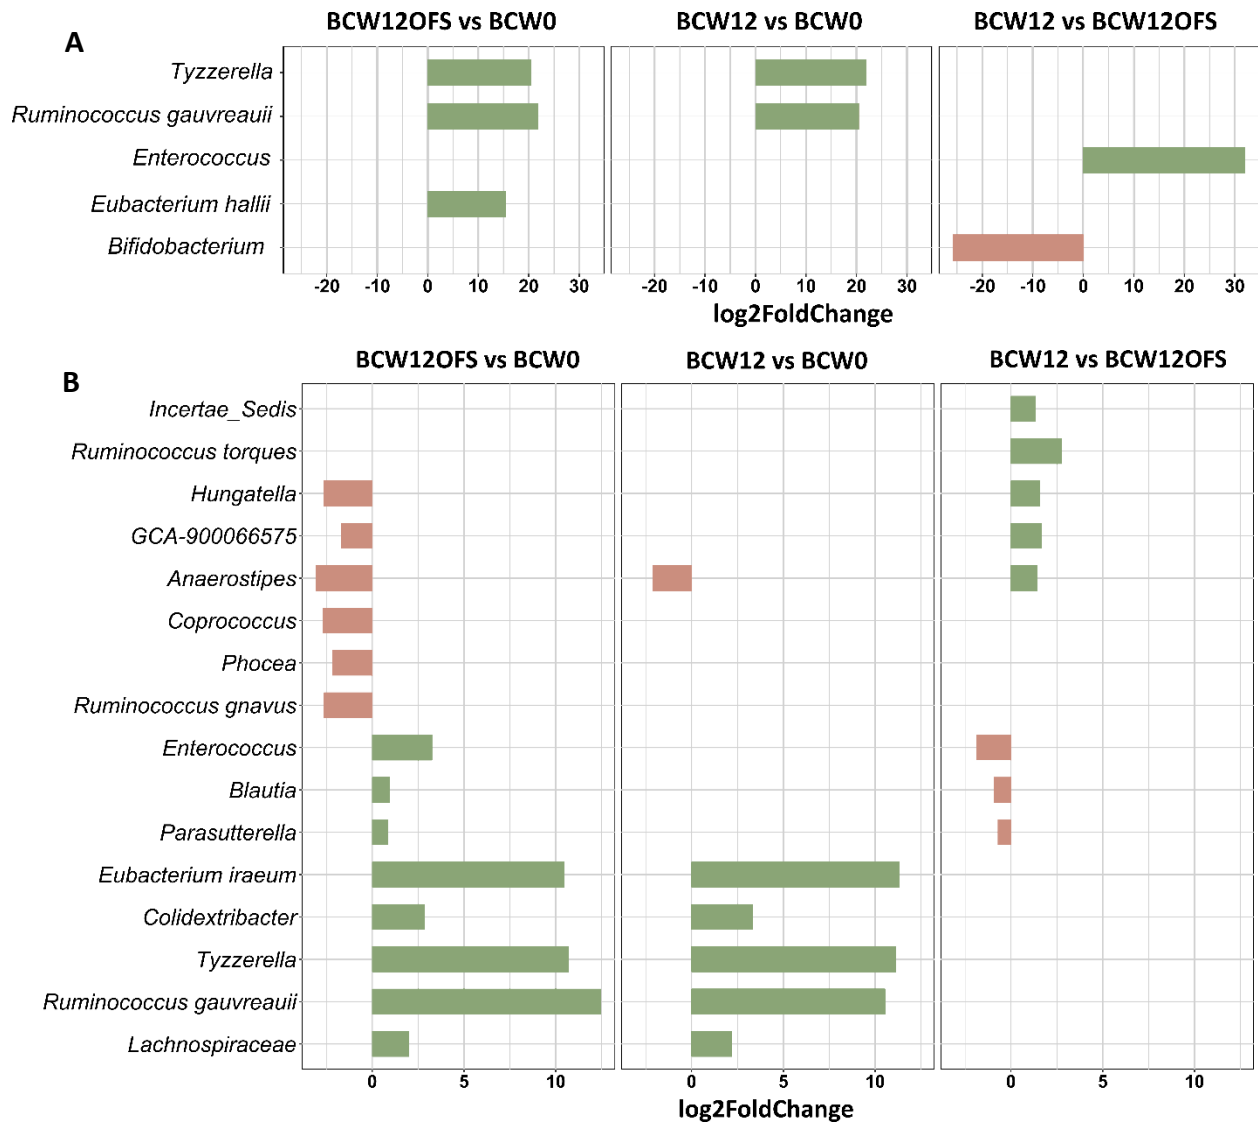 A
BCW12OFS vs BCW0 BCW12 vs BCW0 BCW12 vs BCW12OFS
Tyzzerella
Ruminococcus gauvreauii
Enterococcus
Eubacterium hallii
Bifidobacterium
-20 -10 0 10 20 30 -20 -10 0 10 20 30 -20 -10 0 10 20 30
log2FoldChange
B
BCW12OFS vs BCW0 BCW12 vs BCW0 BCW12 vs BCW12OFS
Incertae_Sedis
Ruminococcus torques
Hungatella
GCA-900066575
Anaerostipes
Coprococcus
Phocea
Ruminococcus gnavus
Enterococcus
Blautia
Parasutterella
Eubacterium iraeum
Colidextribacter
Tyzzerella
Ruminococcus gauvreauii
Lachnospiraceae
0 5 10 0 5 10 0 5 10
log2FoldChange